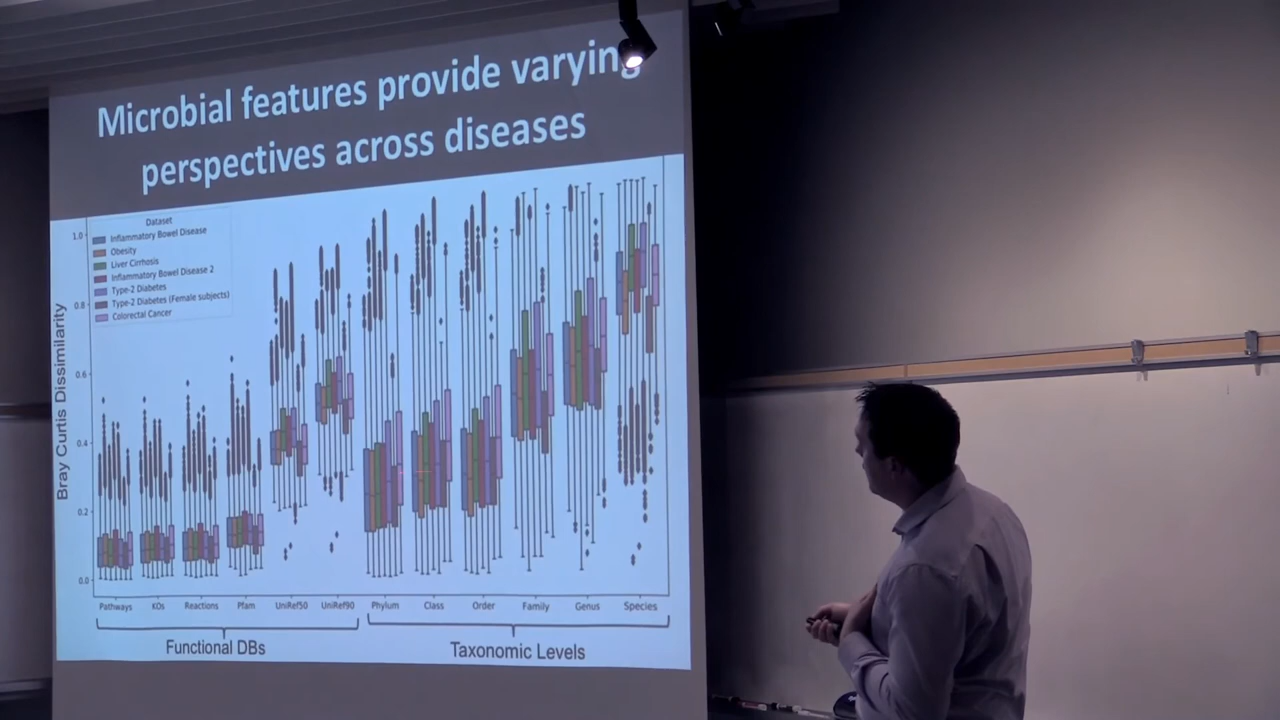 Microbial features provide varying
perspectives across diseases
Dataset
Inflammatory Bowel Disease
Obesity
Liver Cirrhosis
Inflammatory Bowel Disease 2
Type-2 Diabetes
Type-2 Diabetes (Female subjects)
Colorectal Cancer
Bray Curtis Dissimilarity
1.0
0.8
0.6
0.4
0.2
0.0
Pathways KOs Reactions Pfam UniRef50 UniRef90 Phylum Class Order Family Genus Species
Functional DBs Taxonomic Levels